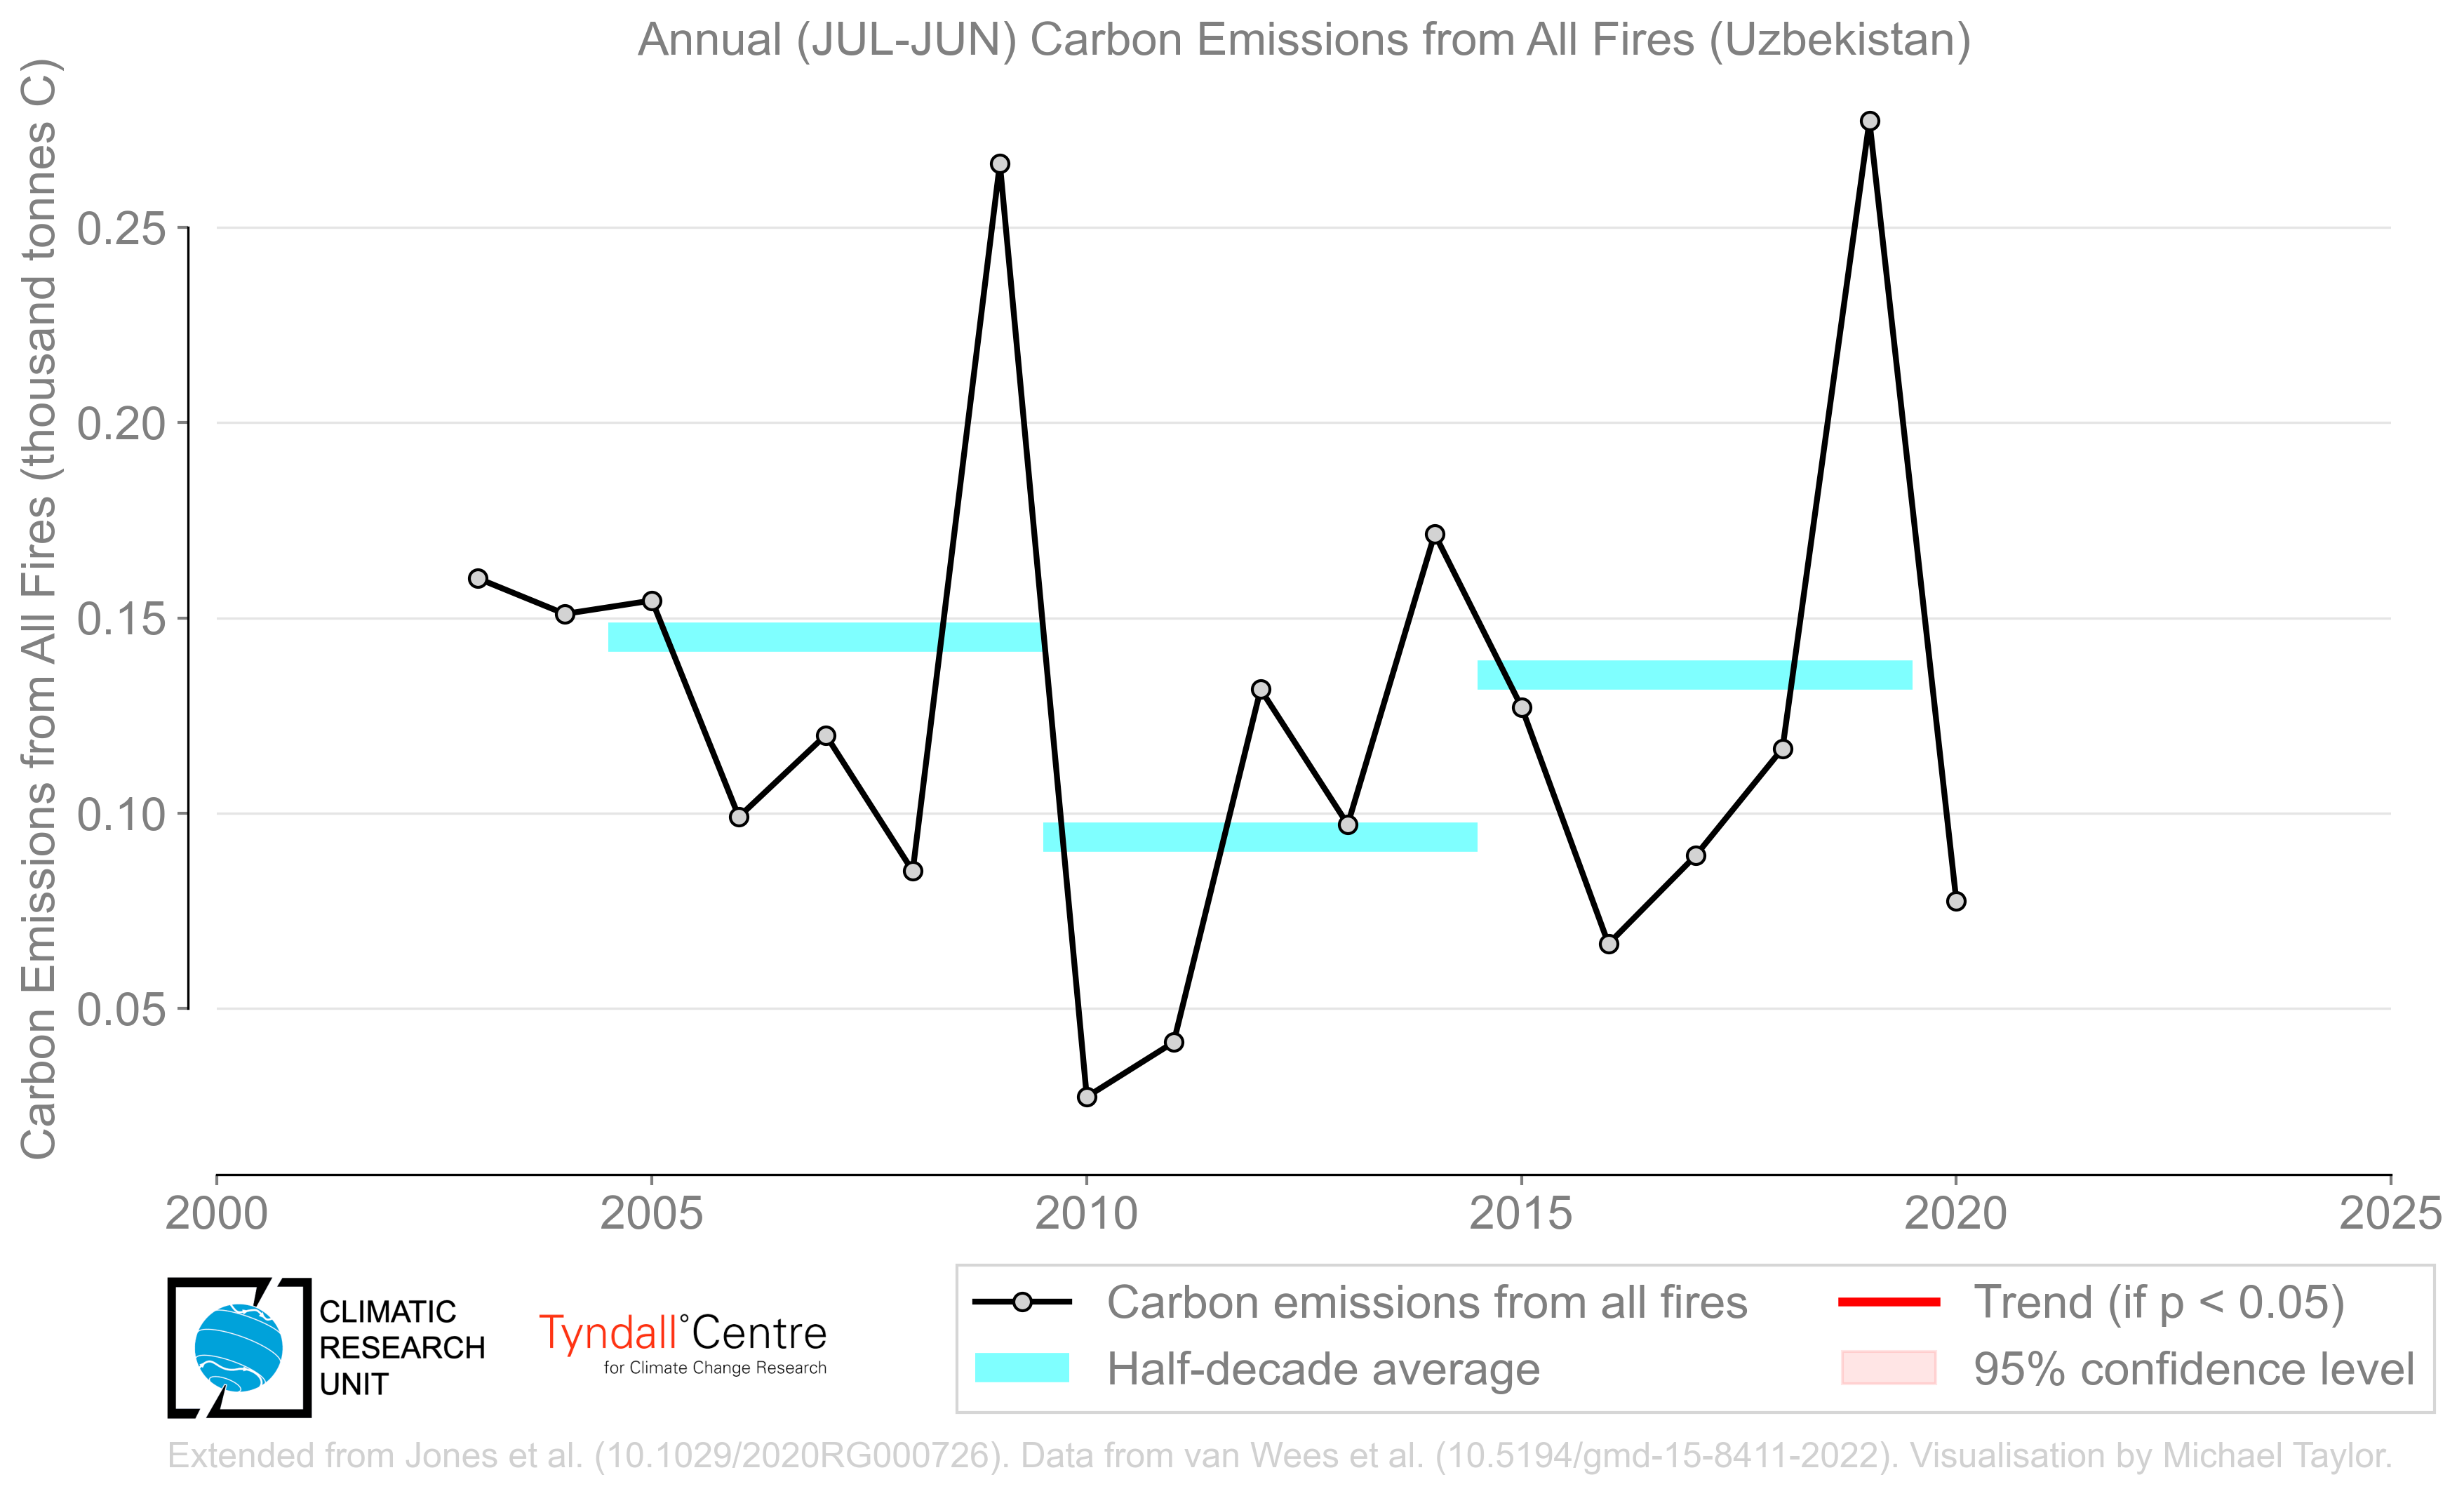 Annual (JUL-JUN) Carbon Emissions from All Fires (Uzbekistan)
Carbon Emissions from All Fires (thousand tonnes C)
0.25
0.20
0.15
0.10
0.05
2000 2005 2010 2015 2020 2025
CLIMATIC
RESEARCH
UNIT
Tyndall°Centre
for Climate Change Research
Carbon emissions from all fires
Half-decade average
Trend (if p < 0.05)
95% confidence level
Extended from Jones et al. (10.1029/2020RG000726). Data from van Wees et al. (10.5194/gmd-15-8411-2022). Visualisation by Michael Taylor.